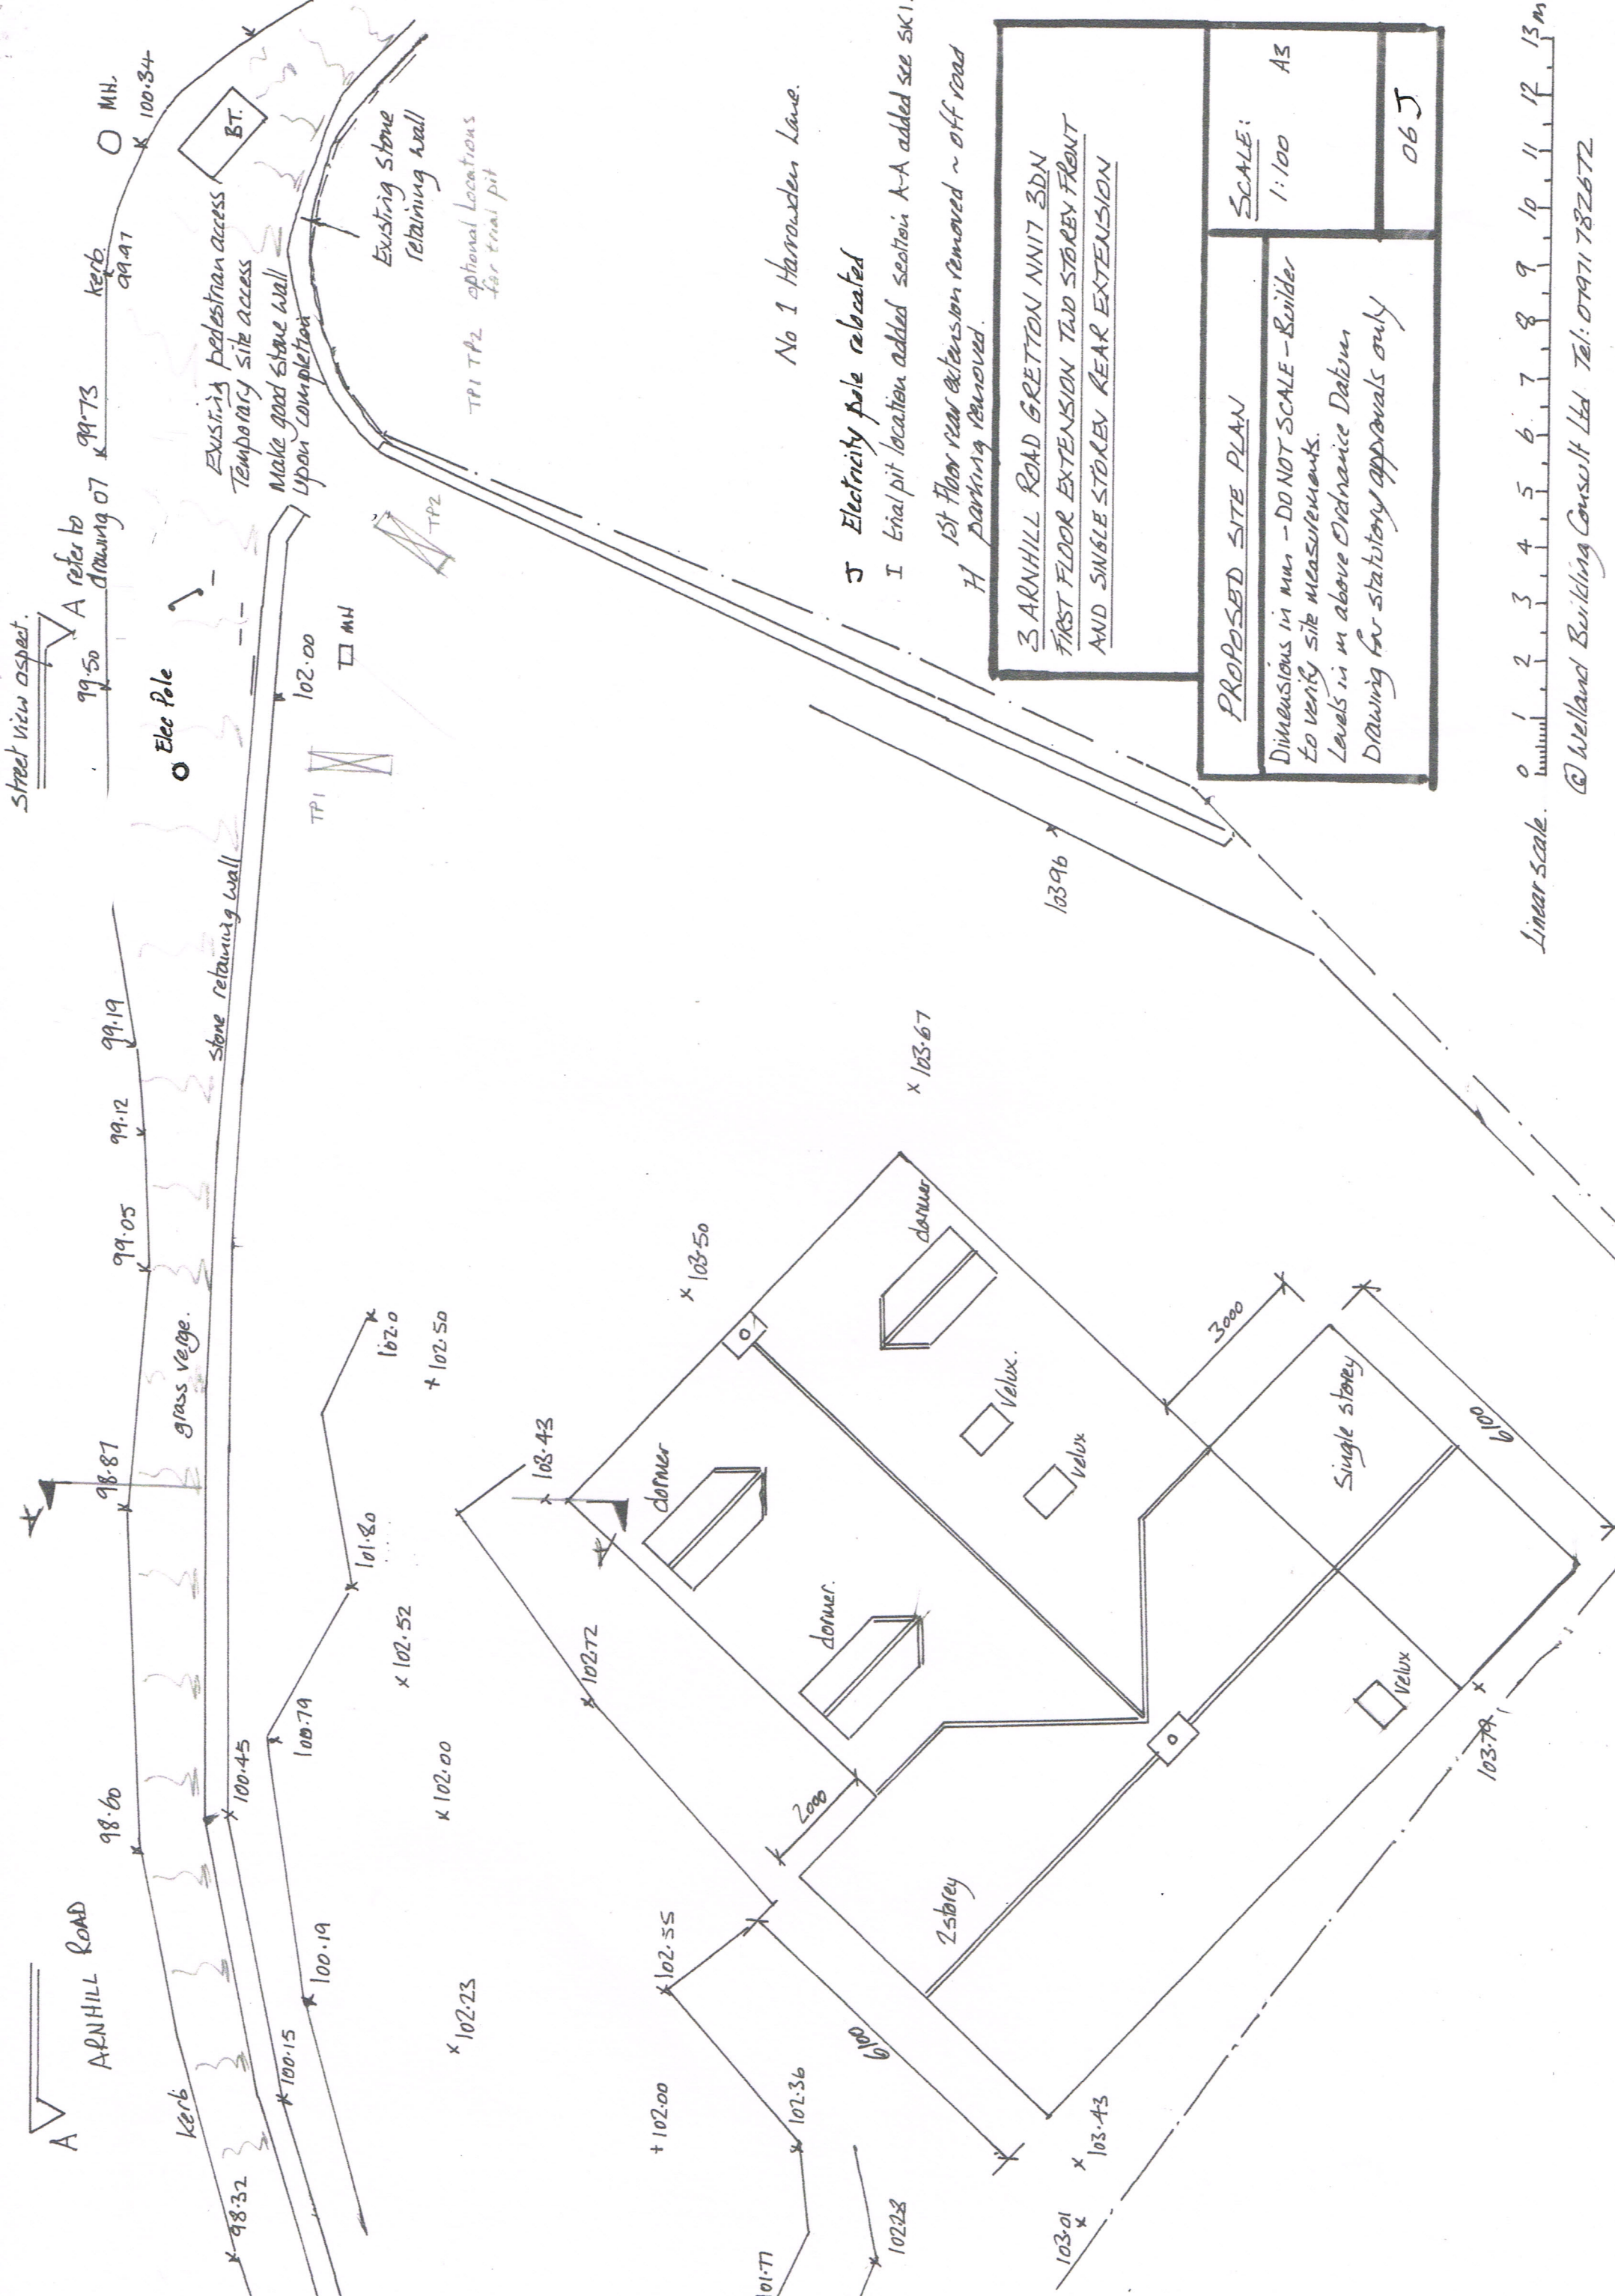 street view aspect.
A refer to
drawing 07
99.50
99.73
Kerb
99.97
MH.
100.34
BT.
Elec Pole
Existing pedestrian access
Temporary site access
Make good stone wall
upon completion
Existing stone
retaining wall
TP1 TP2 optional Locations
for trial pit
102.00
MH
TP1
TP2
A
ARNHILL ROAD
Kerb
98.32
98.60
98.87
99.05
99.12
99.19
grass verge.
stone retaining wall
A
100.15
100.45
100.19
100.79
101.80
102.0
102.50
102.52
102.00
102.23
102.72
103.43
A
103.50
103.67
10396
102.00
102.55
102.36
102.28
101.77
103.01
103.43
103.79
2000
6100
3000
6100
dormer
dormer.
dormer
Velux.
Velux
Velux
2 storey
Single storey
No 1 Harrowden Lane.
J Electricity pole relocated
I trial pit location added section A-A added see SK1.
H 1st floor rear extension removed ~ off road
parking removed.
3 ARNHILL ROAD GRETTON NN17 3DN
FIRST FLOOR EXTENSION TWO STOREY FRONT
AND SINGLE STOREY REAR EXTENSION
PROPOSED SITE PLAN
SCALE:
1:100 A3
Dimensions in mm - DO NOT SCALE - Builder
to verify site measurements.
Levels in m above Ordnance Datum
Drawing for statutory approvals only
06 J
Linear scale. 0 1 2 3 4 5 6 7 8 9 10 11 12 13 m
© Welland Building Consult Ltd Tel: 07971 782672